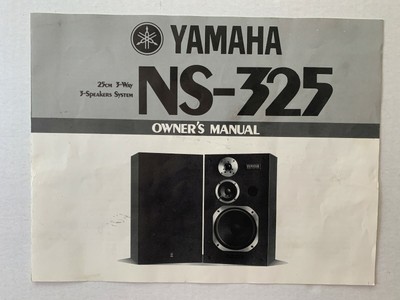 YAMAHA
25cm 3-Way
3-Speakers System
NS-325
OWNER'S MANUAL